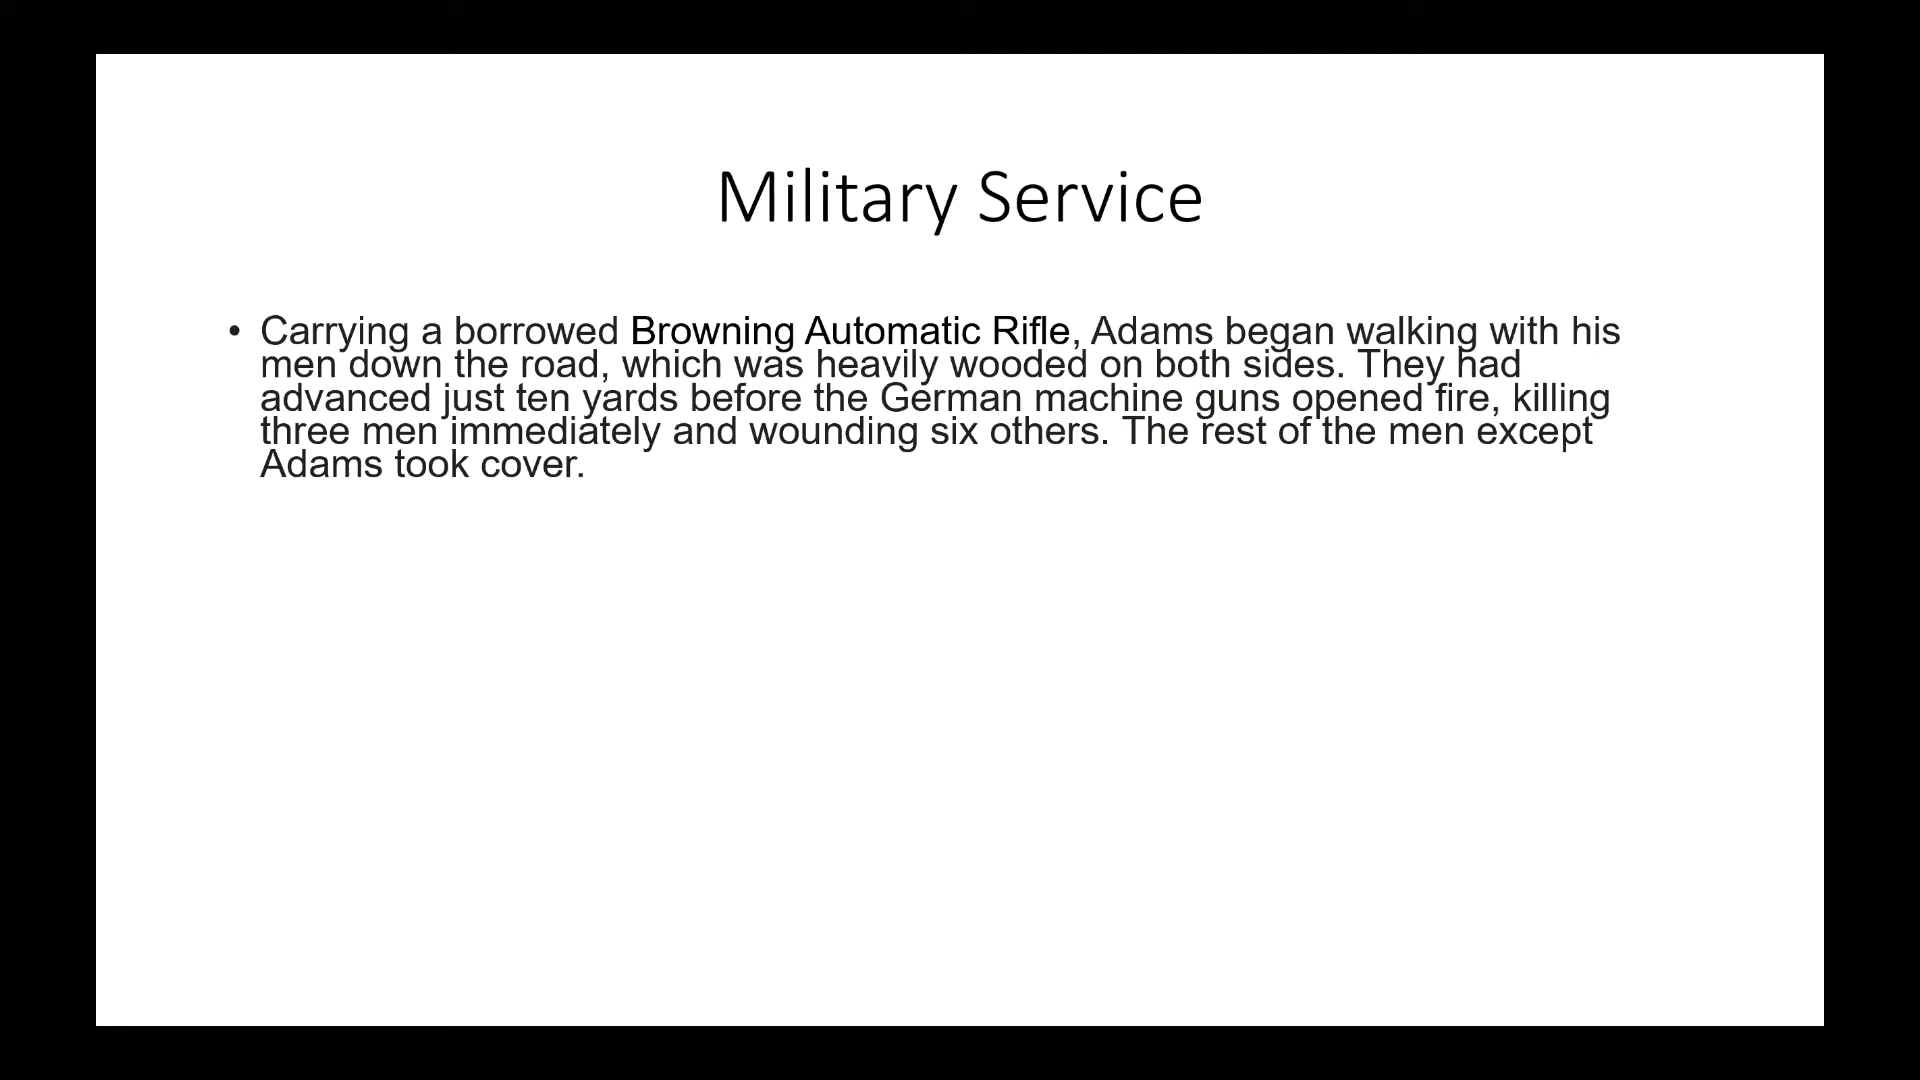 Military Service
• Carrying a borrowed Browning Automatic Rifle, Adams began walking with his
men down the road, which was heavily wooded on both sides. They had
advanced just ten yards before the German machine guns opened fire, killing
three men immediately and wounding six others. The rest of the men except
Adams took cover.